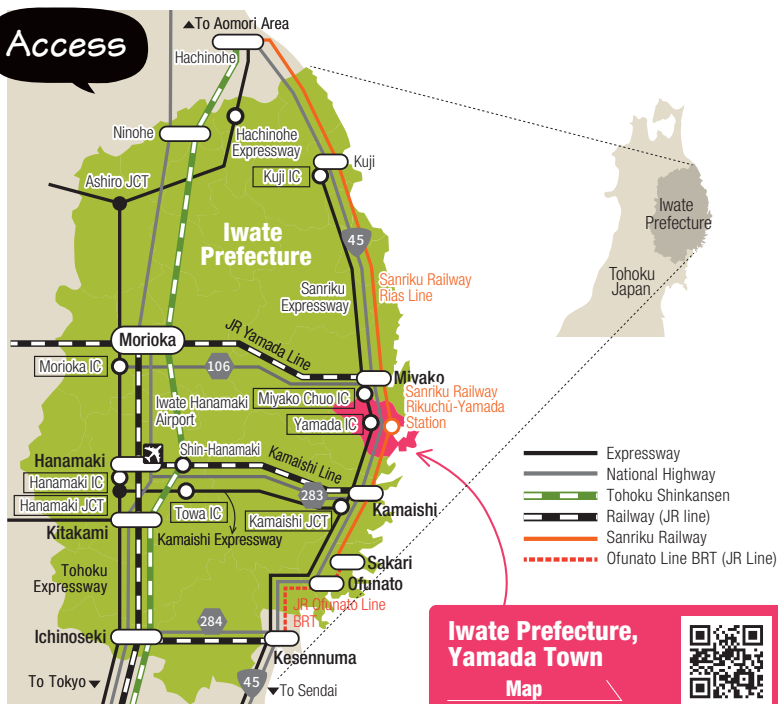 Access
▲To Aomori Area
Hachinohe
Ninohe
Hachinohe
Expressway
Ashiro JCT
Kuji
Kuji IC
Iwate
Prefecture
45
Sanriku
Expressway
Sanriku Railway
Rias Line
Iwate
Prefecture
Tohoku
Japan
Morioka
JR Yamada Line
Morioka IC
106
Miyako
Miyako Chuo IC
Sanriku Railway
Rikuchū-Yamada
Station
Iwate Hanamaki
Airport
Yamada IC
Shin-Hanamaki
Hanamaki
Kamaishi Line
Hanamaki IC
283
Hanamaki JCT
Towa IC
Kamaishi JCT
Kamaishi
Kitakami
Kamaishi Expressway
Expressway
National Highway
Tohoku Shinkansen
Railway (JR line)
Sanriku Railway
Ofunato Line BRT (JR Line)
Tohoku
Expressway
Sakari
Ofunato
JR Ofunato Line
BRT
284
Ichinoseki
Kesennuma
To Tokyo▼
45
▼To Sendai
Iwate Prefecture,
Yamada Town
Map